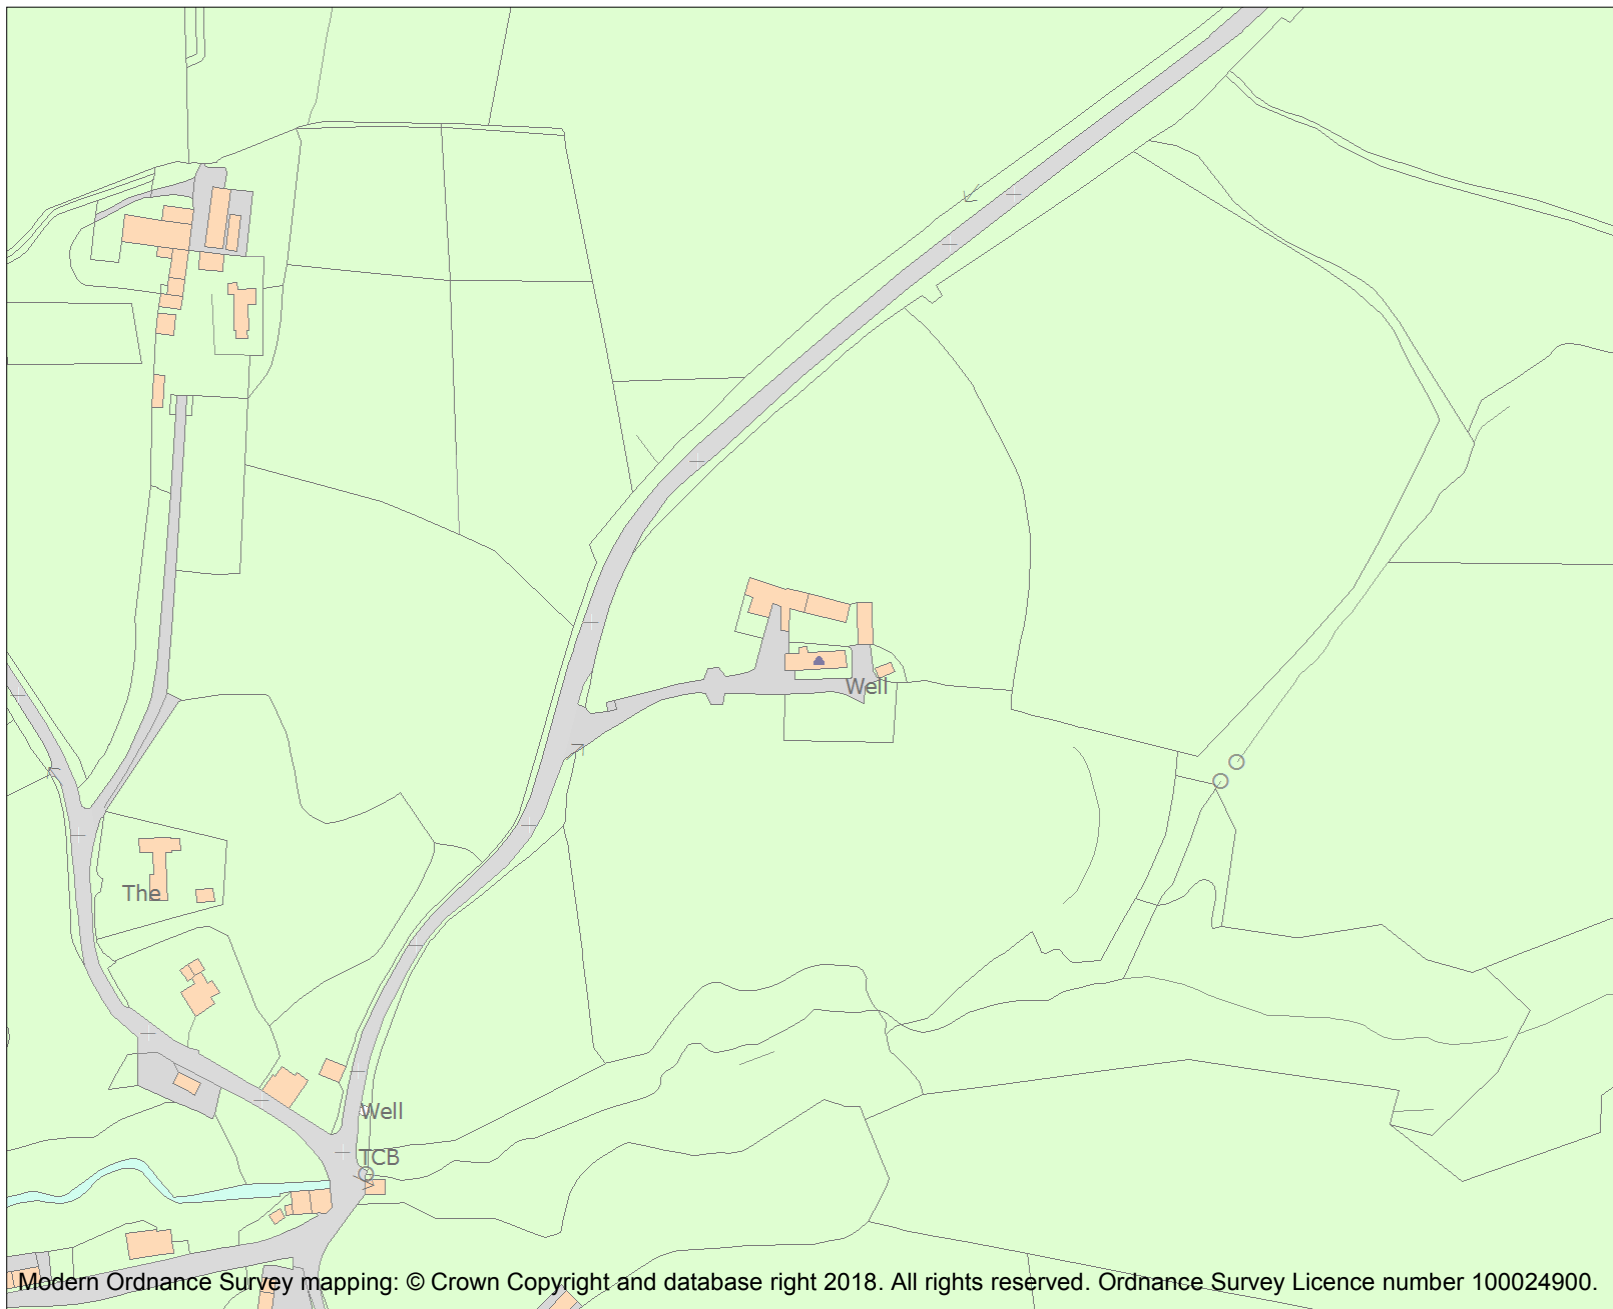 Well
The
Well
TCB
Modern Ordnance Survey mapping: © Crown Copyright and database right 2018. All rights reserved. Ordnance Survey Licence number 100024900.